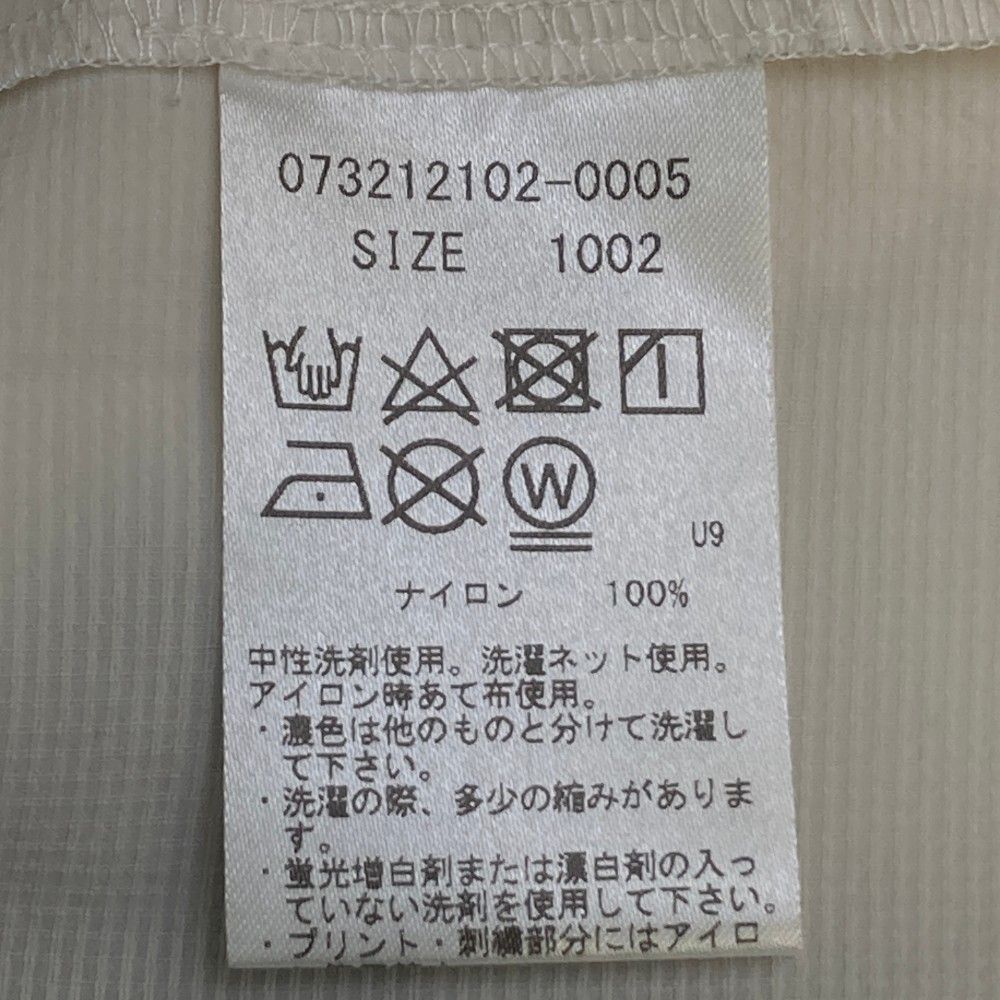 073212102-0005
SIZE 1002
W
U9
ナイロン 100%
中性洗剤使用。洗濯ネット使用。
アイロン時あて布使用。
・濃色は他のものと分けて洗濯し
て下さい。
・洗濯の際、多少の縮みがありま
す。
・蛍光増白剤または漂白剤の入っ
ていない洗剤を使用して下さい。
・プリント・刺繍部分にはアイロ